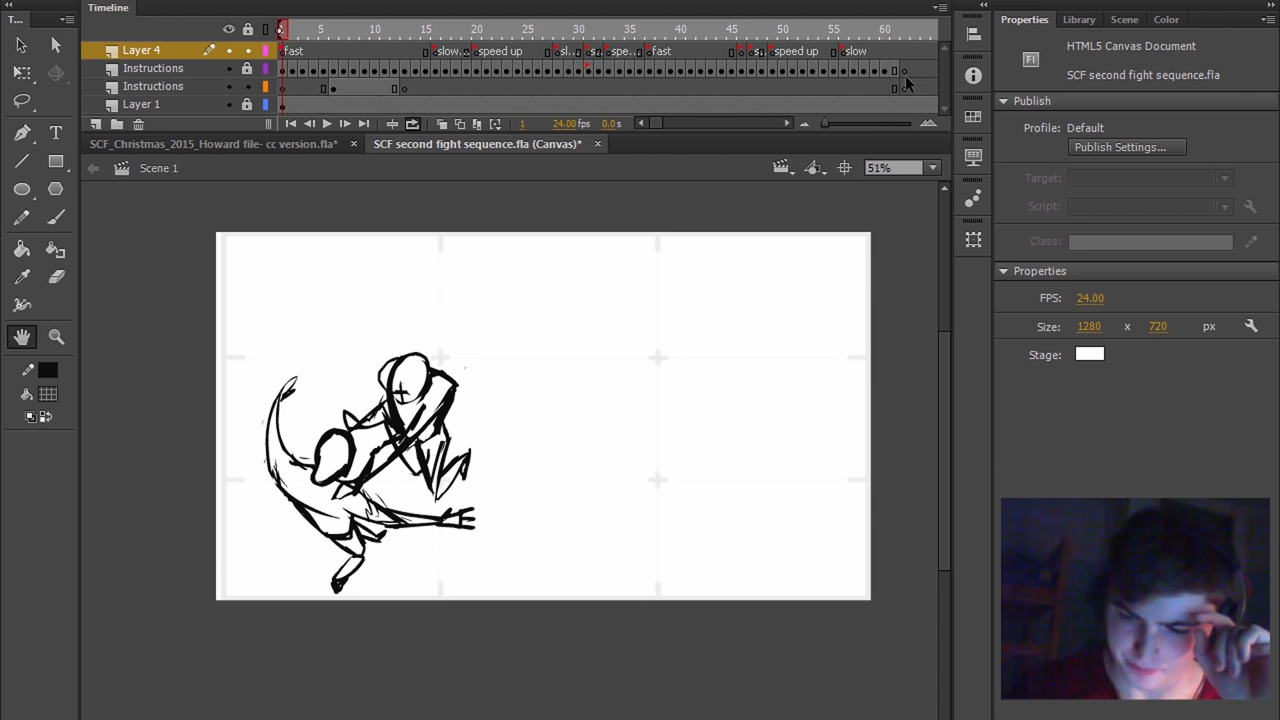 T...
Timeline
Properties
Library
Scene
Color
5 10 15 20 25 30 35 40 45 50 55 60
Layer 4
fast
slow..
speed up
sl..
spe...
fast
speed up
slow
Instructions
Instructions
Layer 1
1
24.00 fps
0.0 s
SCF_Christmas_2015_Howard file- cc version.fla*
SCF second fight sequence.fla (Canvas)*
Scene 1
51%
HTML5 Canvas Document
Fl
SCF second fight sequence.fla
Publish
Profile: Default
Publish Settings...
Target:
Script:
Class:
Properties
FPS: 24.00
Size: 1280 x 720 px
Stage: